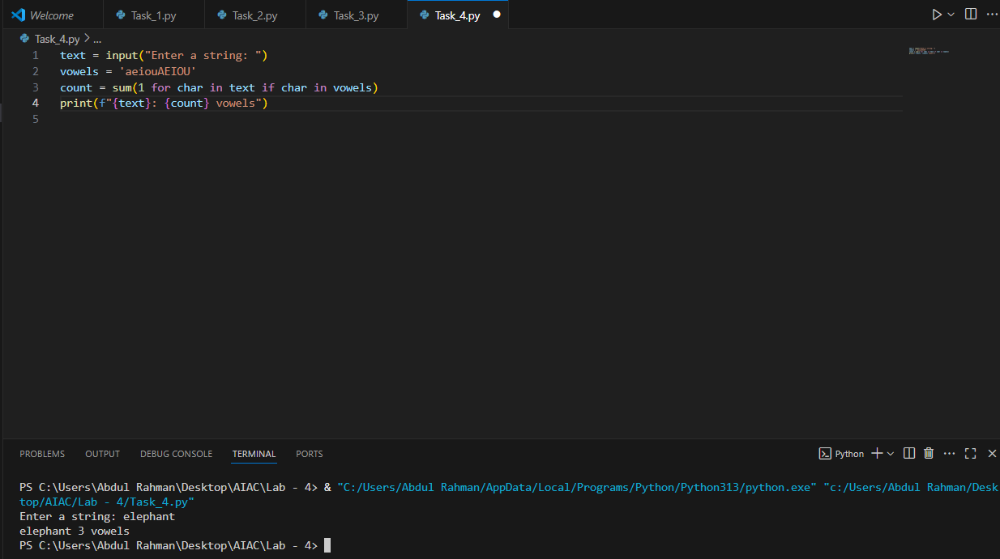 Welcome Task_1.py Task_2.py Task_3.py Task_4.py
Task_4.py > ...
1 text = input("Enter a string: ")
2 vowels = 'aeiouAEIOU'
3 count = sum(1 for char in text if char in vowels)
4 print(f"{text}: {count} vowels")
5
PROBLEMS OUTPUT DEBUG CONSOLE TERMINAL PORTS Python
PS C:\Users\Abdul Rahman\Desktop\AIAC\Lab - 4> & "C:/Users/Abdul Rahman/AppData/Local/Programs/Python/Python313/python.exe" "c:/Users/Abdul Rahman/Desk
top/AIAC/Lab - 4/Task_4.py"
Enter a string: elephant
elephant 3 vowels
PS C:\Users\Abdul Rahman\Desktop\AIAC\Lab - 4>